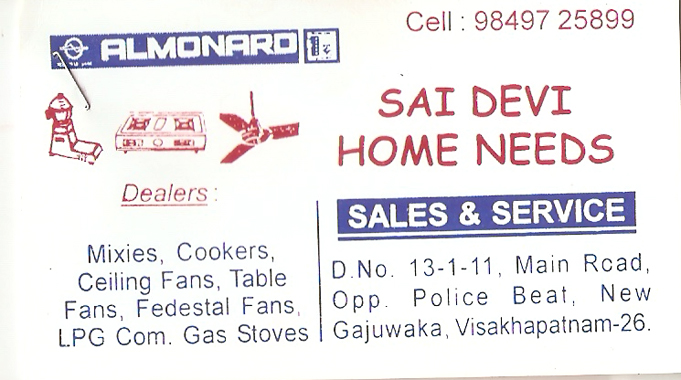 Cell : 98497 25899
ALMONARD
SAI DEVI
HOME NEEDS
Dealers :
Mixies, Cookers,
Ceiling Fans, Table
Fans, Fedestal Fans,
LPG Com. Gas Stoves
SALES & SERVICE
D.No. 13-1-11, Main Road,
Opp. Police Beat, New
Gajuwaka, Visakhapatnam-26.